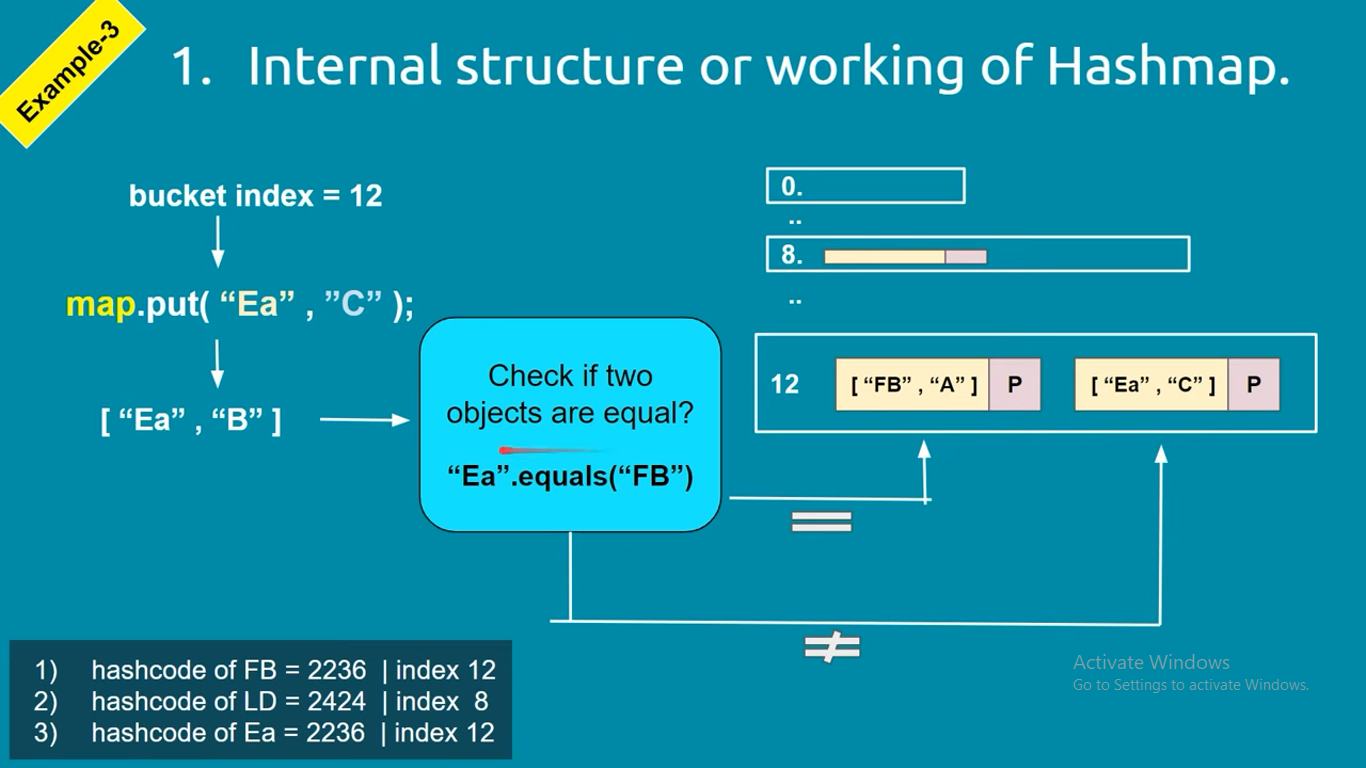 Example-3
1. Internal structure or working of Hashmap.
bucket index = 12
map.put( “Ea” , ”C” );
[ “Ea” , “B” ]
Check if two
objects are equal?
“Ea”.equals(“FB”)
0.
..
8.
..
12 [ “FB” , “A” ] P [ “Ea” , “C” ] P
=
≠
1) hashcode of FB = 2236 | index 12
2) hashcode of LD = 2424 | index 8
3) hashcode of Ea = 2236 | index 12
Activate Windows
Go to Settings to activate Windows.